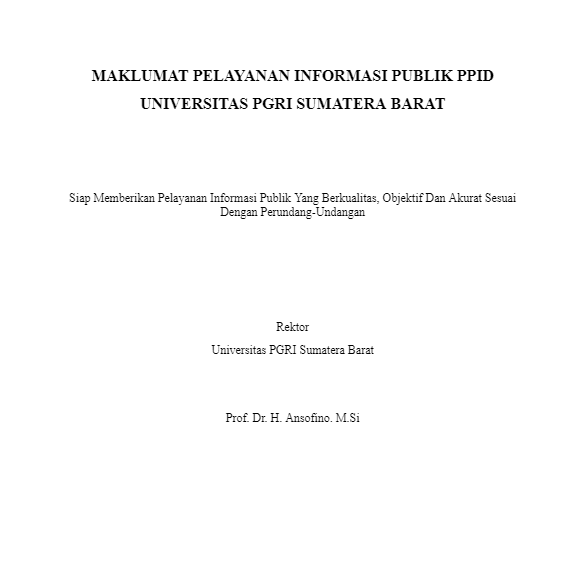 MAKLUMAT PELAYANAN INFORMASI PUBLIK PPID
UNIVERSITAS PGRI SUMATERA BARAT
Siap Memberikan Pelayanan Informasi Publik Yang Berkualitas, Objektif Dan Akurat Sesuai
Dengan Perundang-Undangan
Rektor
Universitas PGRI Sumatera Barat
Prof. Dr. H. Ansofino. M.Si